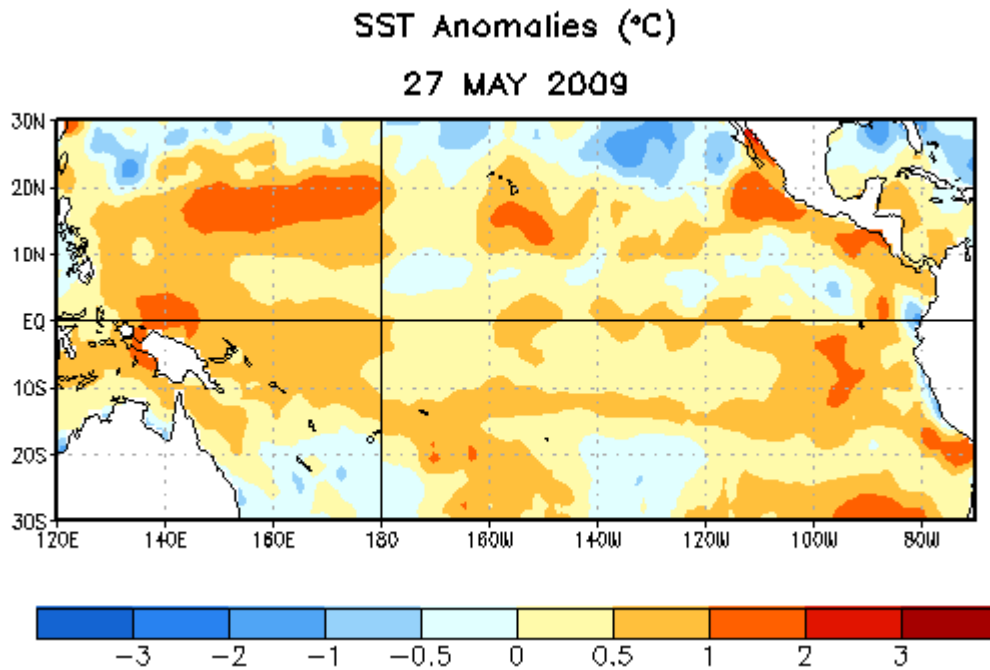 SST Anomalies (°C)
27 MAY 2009
30N
20N
10N
EQ
10S
20S
30S
120E 140E 160E 180 160W 140W 120W 100W 80W
-3 -2 -1 -0.5 0 0.5 1 2 3